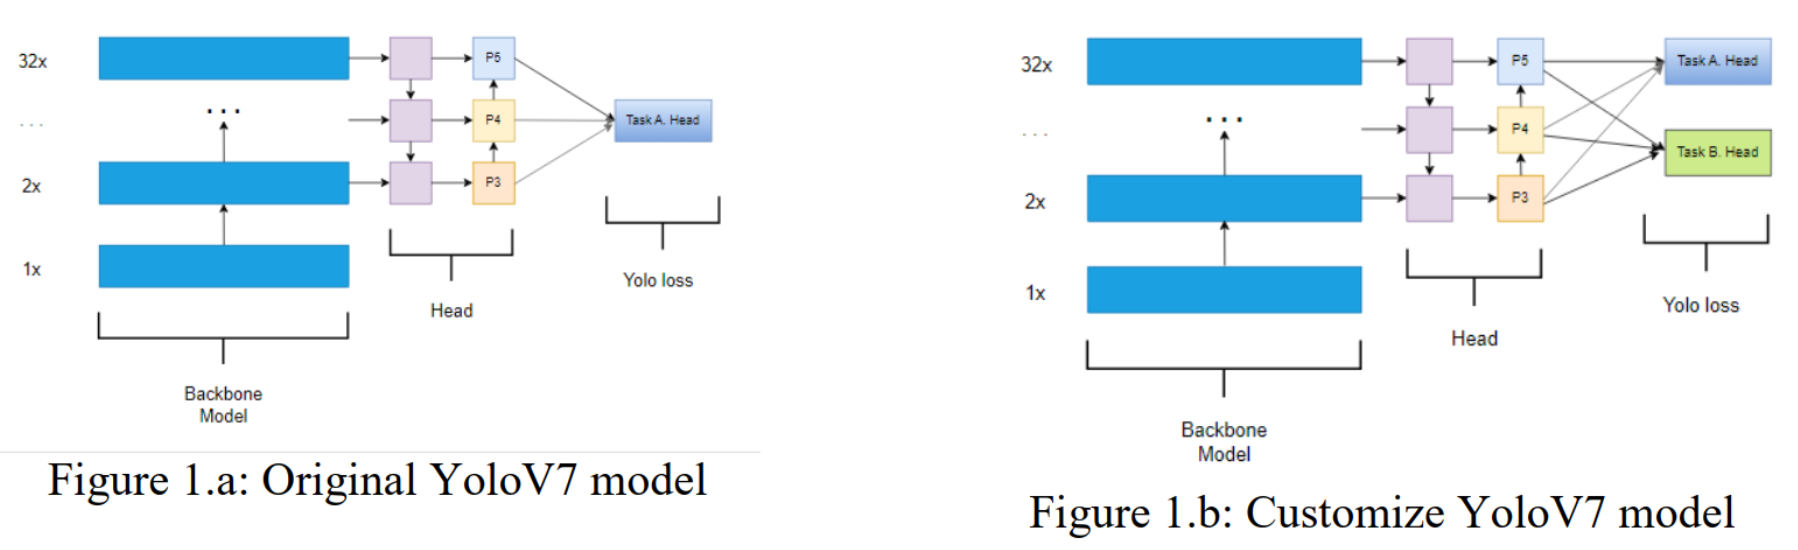 32x
. . .
2x
1x
. . .
P5
P4
P3
Task A. Head
Yolo loss
Head
Backbone
Model
Figure 1.a: Original YoloV7 model
32x
. . .
2x
1x
. . .
P5
P4
P3
Task A. Head
Task B. Head
Yolo loss
Head
Backbone
Model
Figure 1.b: Customize YoloV7 model